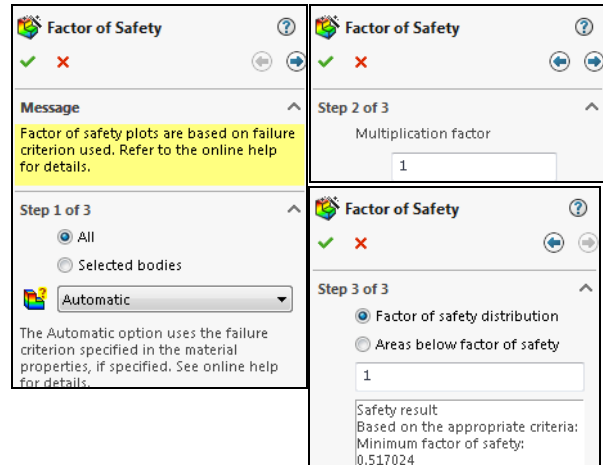 Factor of Safety
Message
Factor of safety plots are based on failure
criterion used. Refer to the online help
for details.
Step 1 of 3
All
Selected bodies
Automatic
The Automatic option uses the failure
criterion specified in the material
properties, if specified. See online help
for details.
Factor of Safety
Step 2 of 3
Multiplication factor
1
Factor of Safety
Step 3 of 3
Factor of safety distribution
Areas below factor of safety
1
Safety result
Based on the appropriate criteria:
Minimum factor of safety:
0.517024